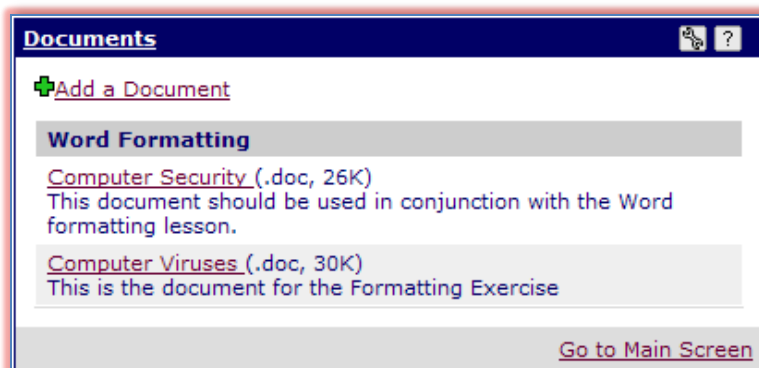 Documents ?
Add a Document
Word Formatting
Computer Security (.doc, 26K)
This document should be used in conjunction with the Word
formatting lesson.
Computer Viruses (.doc, 30K)
This is the document for the Formatting Exercise
Go to Main Screen